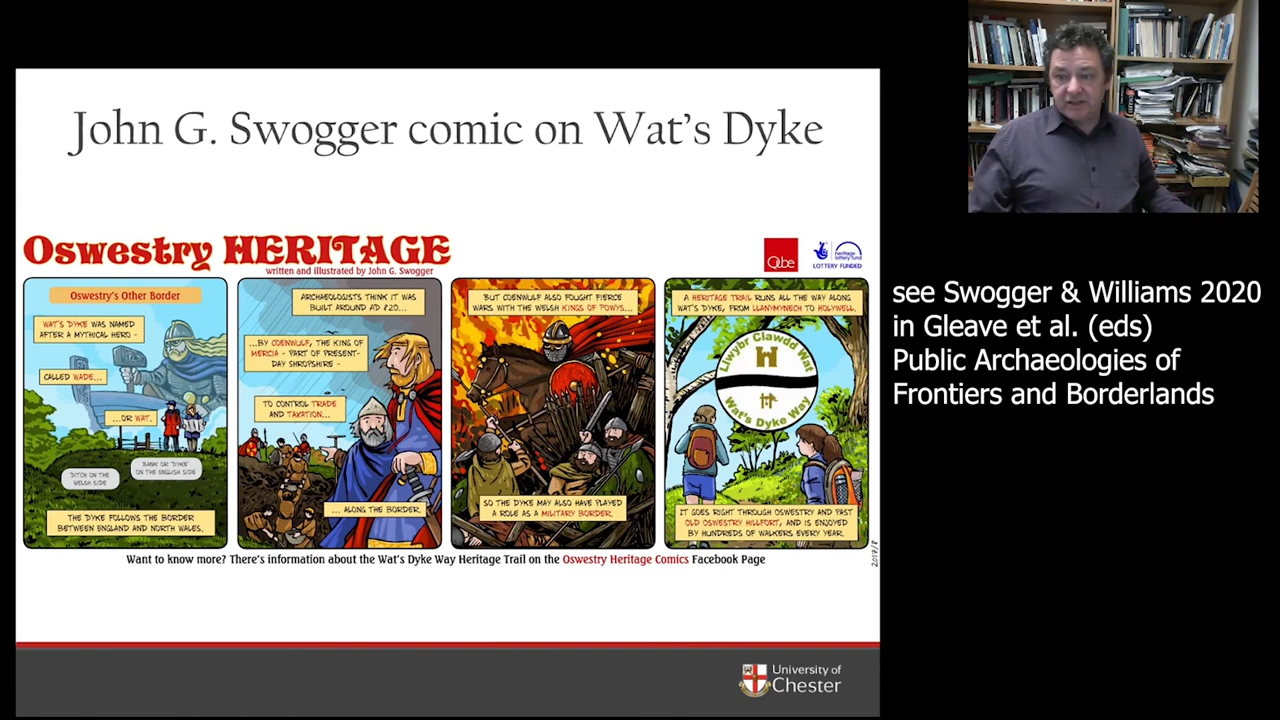 John G. Swogger comic on Wat's Dyke
Oswestry HERITAGE
written and illustrated by John G. Swogger
Qube
LOTTERY FUNDED
heritage
lottery fund
Oswestry's Other Border
WAT'S DYKE WAS NAMED
AFTER A MYTHICAL HERO -
CALLED WADE...
...OR WAT.
DITCH ON THE
WELSH SIDE
BANK OR 'DYKE'
ON THE ENGLISH SIDE
THE DYKE FOLLOWS THE BORDER
BETWEEN ENGLAND AND NORTH WALES.
ARCHAEOLOGISTS THINK IT WAS
BUILT AROUND AD 820...
...BY COENWULF, THE KING OF
MERCIA - PART OF PRESENT-
DAY SHROPSHIRE -
TO CONTROL TRADE
AND TAXATION...
... ALONG THE BORDER.
BUT COENWULF ALSO FOUGHT FIERCE
WARS WITH THE WELSH KINGS OF POWYS...
SO THE DYKE MAY ALSO HAVE PLAYED
A ROLE AS A MILITARY BORDER.
A HERITAGE TRAIL RUNS ALL THE WAY ALONG
WAT'S DYKE, FROM LLANYMYNECH TO HOLYWELL.
Llwybr Clawdd Wat
Wat's Dyke Way
IT GOES RIGHT THROUGH OSWESTRY AND PAST
OLD OSWESTRY HILLFORT, AND IS ENJOYED
BY HUNDREDS OF WALKERS EVERY YEAR.
Want to know more? There's information about the Wat's Dyke Way Heritage Trail on the Oswestry Heritage Comics Facebook Page
University of
Chester
see Swogger & Williams 2020
in Gleave et al. (eds)
Public Archaeologies of
Frontiers and Borderlands